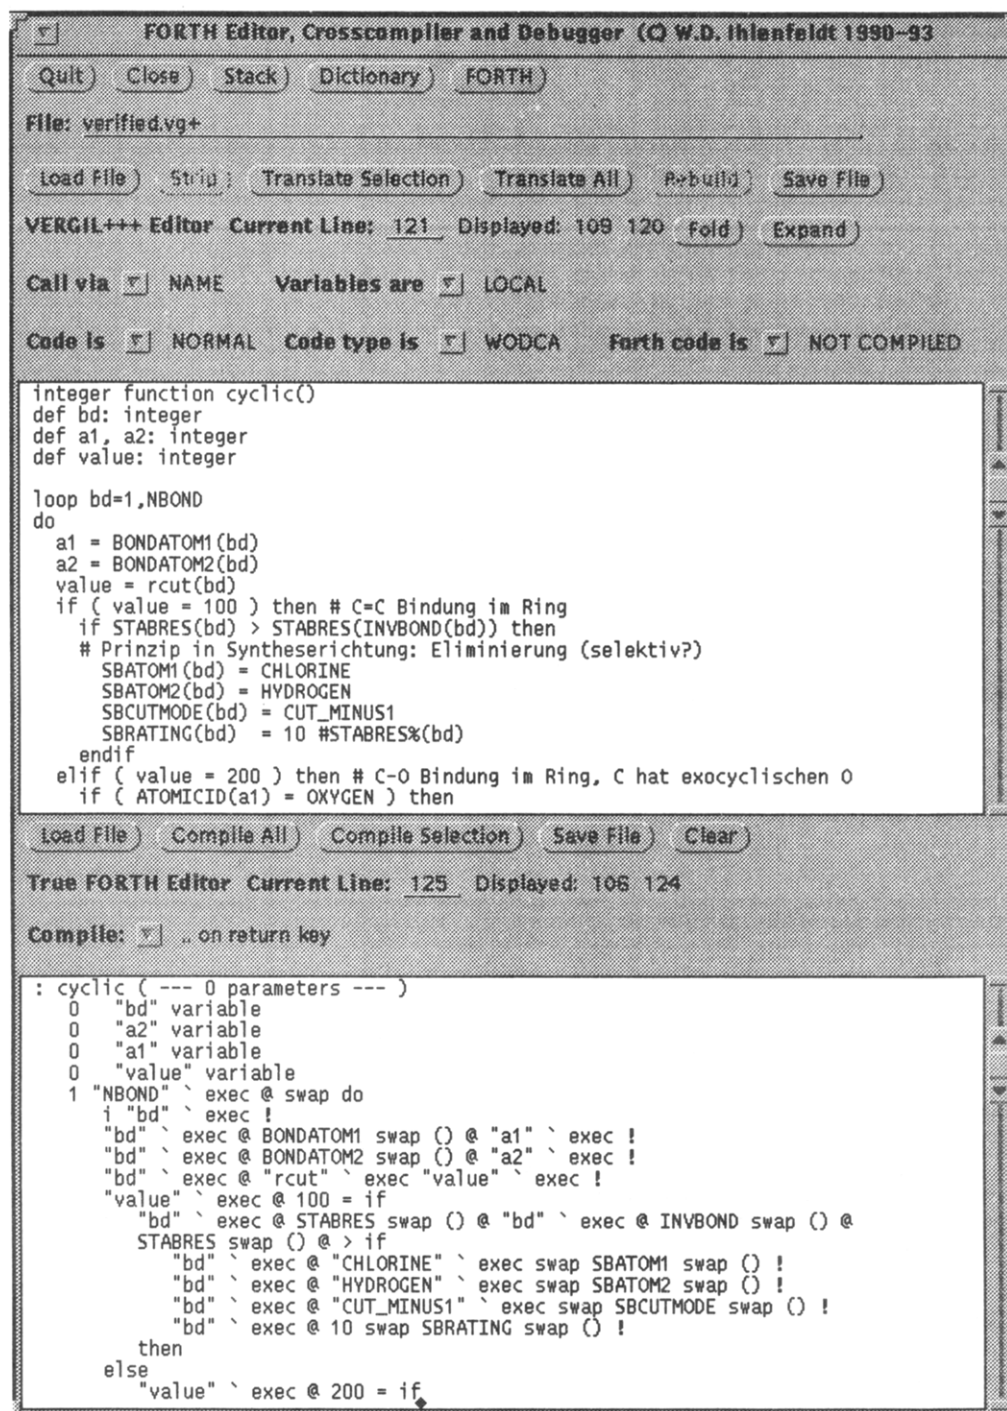 FORTH Editor, Crosscompiler and Debugger (C) W.D. Ihlenfeldt 1990-93
Quit Close Stack Dictionary FORTH
File: verified.vg+
Load File Strip Translate Selection Translate All Rebuild Save File
VERGIL+++ Editor Current Line: 121 Displayed: 109 120 Fold Expand
Call via NAME Variables are LOCAL
Code is NORMAL Code type is WODCA Forth code is NOT COMPILED
integer function cyclic()
def bd: integer
def a1, a2: integer
def value: integer
loop bd=1,NBOND
do
a1 = BONDATOM1(bd)
a2 = BONDATOM2(bd)
value = rcut(bd)
if ( value = 100 ) then # C=C Bindung im Ring
if STABRES(bd) > STABRES(INVBOND(bd)) then
# Prinzip in Syntheserichtung: Eliminierung (selektiv?)
SBATOM1(bd) = CHLORINE
SBATOM2(bd) = HYDROGEN
SBCUTMODE(bd) = CUT_MINUS1
SBRATING(bd) = 10 #STABRES%(bd)
endif
elif ( value = 200 ) then # C-O Bindung im Ring, C hat exocyclischen O
if ( ATOMICID(a1) = OXYGEN ) then
Load File Compile All Compile Selection Save File Clear
True FORTH Editor Current Line: 125 Displayed: 106 124
Compile: .. on return key
: cyclic ( --- 0 parameters --- )
0 "bd" variable
0 "a2" variable
0 "a1" variable
0 "value" variable
1 "NBOND" ` exec @ swap do
i "bd" ` exec !
"bd" ` exec @ BONDATOM1 swap () @ "a1" ` exec !
"bd" ` exec @ BONDATOM2 swap () @ "a2" ` exec !
"bd" ` exec @ "rcut" ` exec "value" ` exec !
"value" ` exec @ 100 = if
"bd" ` exec @ STABRES swap () @ "bd" ` exec @ INVBOND swap () @
STABRES swap () @ > if
"bd" ` exec @ "CHLORINE" ` exec swap SBATOM1 swap () !
"bd" ` exec @ "HYDROGEN" ` exec swap SBATOM2 swap () !
"bd" ` exec @ "CUT_MINUS1" ` exec swap SBCUTMODE swap () !
"bd" ` exec @ 10 swap SBRATING swap () !
then
else
"value" ` exec @ 200 = if